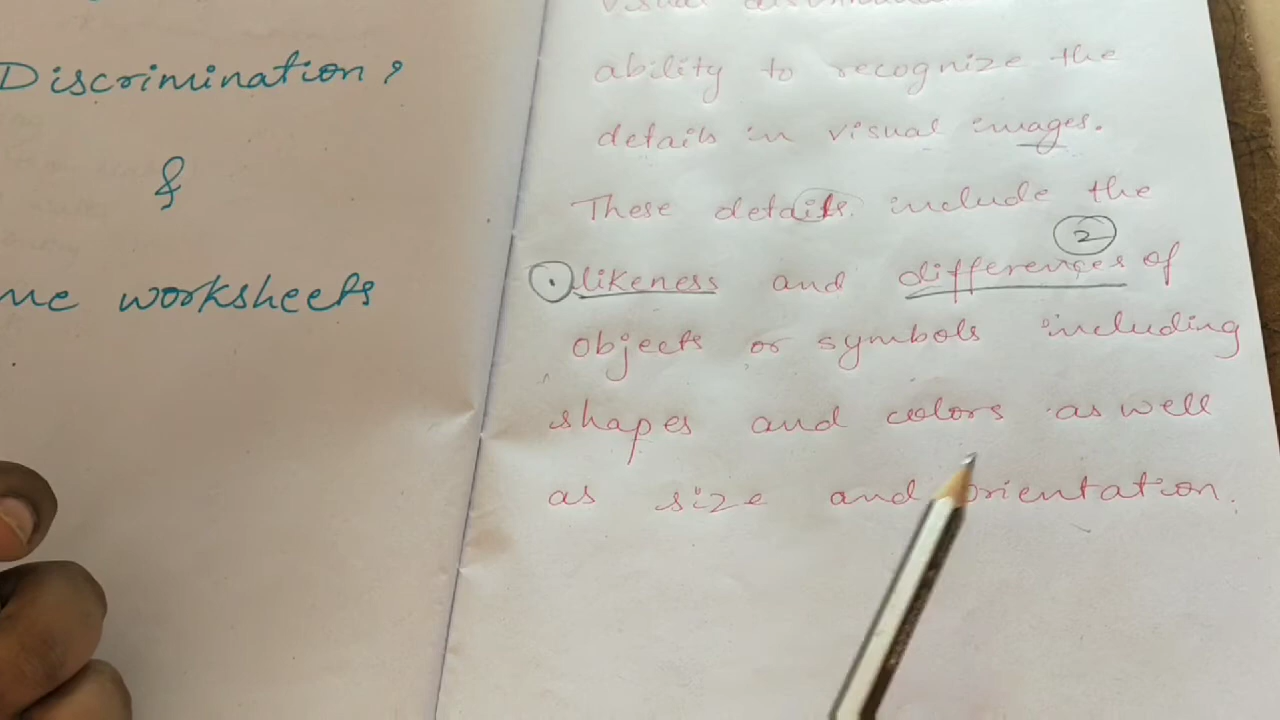 Discrimination?
&
me worksheets
visual
ability to recognize the
details in visual images.
These details include the
2
likeness and differences of
objects or symbols including
shapes and colors as well
as size and orientation.